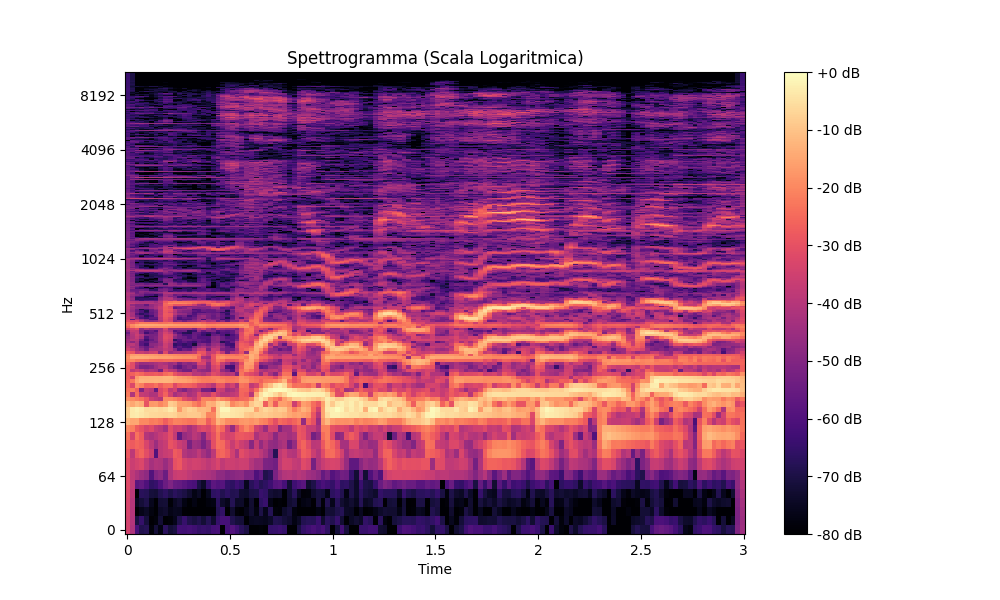 Spettrogramma (Scala Logaritmica)
Hz
8192
4096
2048
1024
512
256
128
64
0
0 0.5 1 1.5 2 2.5 3
Time
+0 dB
-10 dB
-20 dB
-30 dB
-40 dB
-50 dB
-60 dB
-70 dB
-80 dB